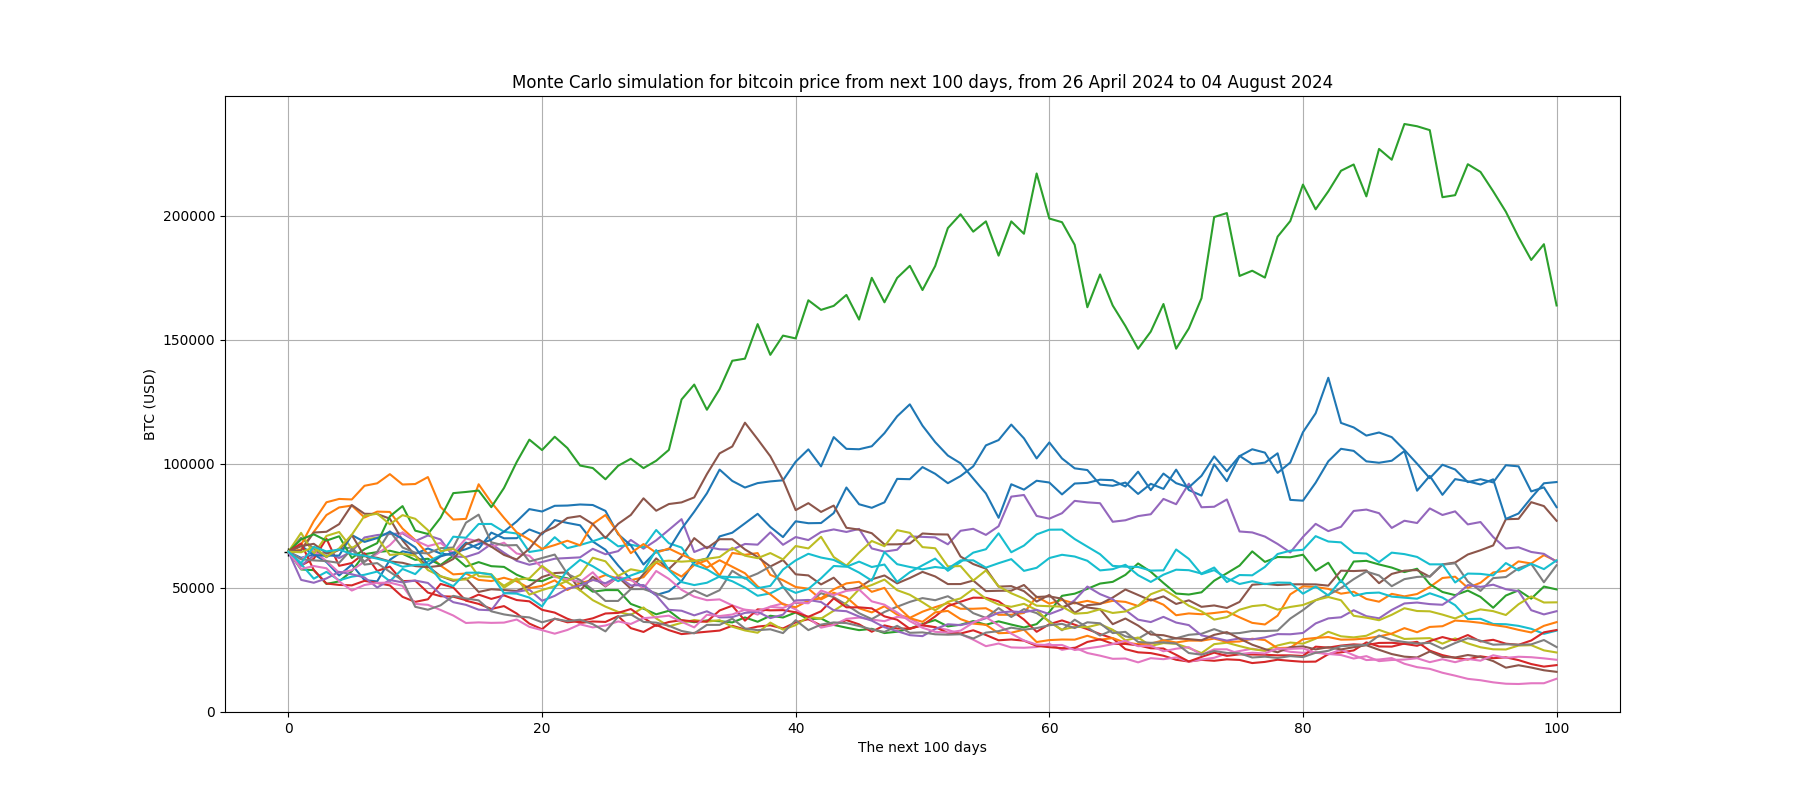 Monte Carlo simulation for bitcoin price from next 100 days, from 26 April 2024 to 04 August 2024
BTC (USD)
200000
150000
100000
50000
0
0 20 40 60 80 100
The next 100 days